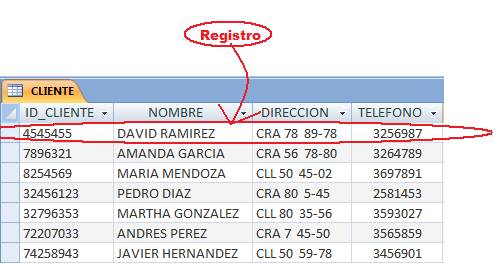 Registro
CLIENTE
ID_CLIENTE NOMBRE DIRECCION TELEFONO
4545455 DAVID RAMIREZ CRA 78 89-78 3256987
7896321 AMANDA GARCIA CRA 56 78-80 3264789
8254569 MARIA MENDOZA CLL 50 45-02 3697891
32456123 PEDRO DIAZ CRA 80 5-45 2581453
32796353 MARTHA GONZALEZ CLL 80 35-56 3593027
72207033 ANDRES PEREZ CRA 7 45-50 3565859
74258943 JAVIER HERNANDEZ CLL 50 59-78 3456901